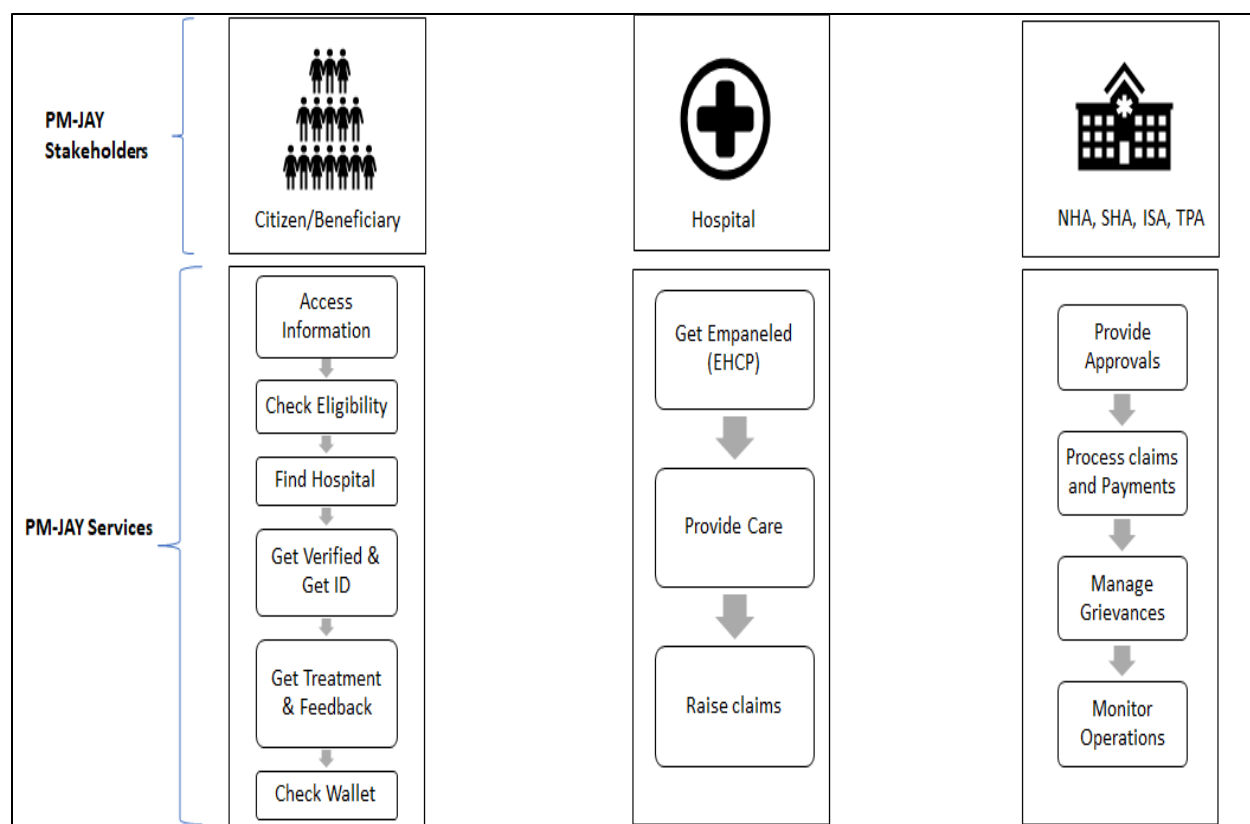 PM-JAY
Stakeholders
Citizen/Beneficiary
Hospital
NHA, SHA, ISA, TPA
PM-JAY Services
Access
Information
Check Eligibility
Find Hospital
Get Verified &
Get ID
Get Treatment
& Feedback
Check Wallet
Get Empaneled
(EHCP)
Provide Care
Raise claims
Provide
Approvals
Process claims
and Payments
Manage
Grievances
Monitor
Operations